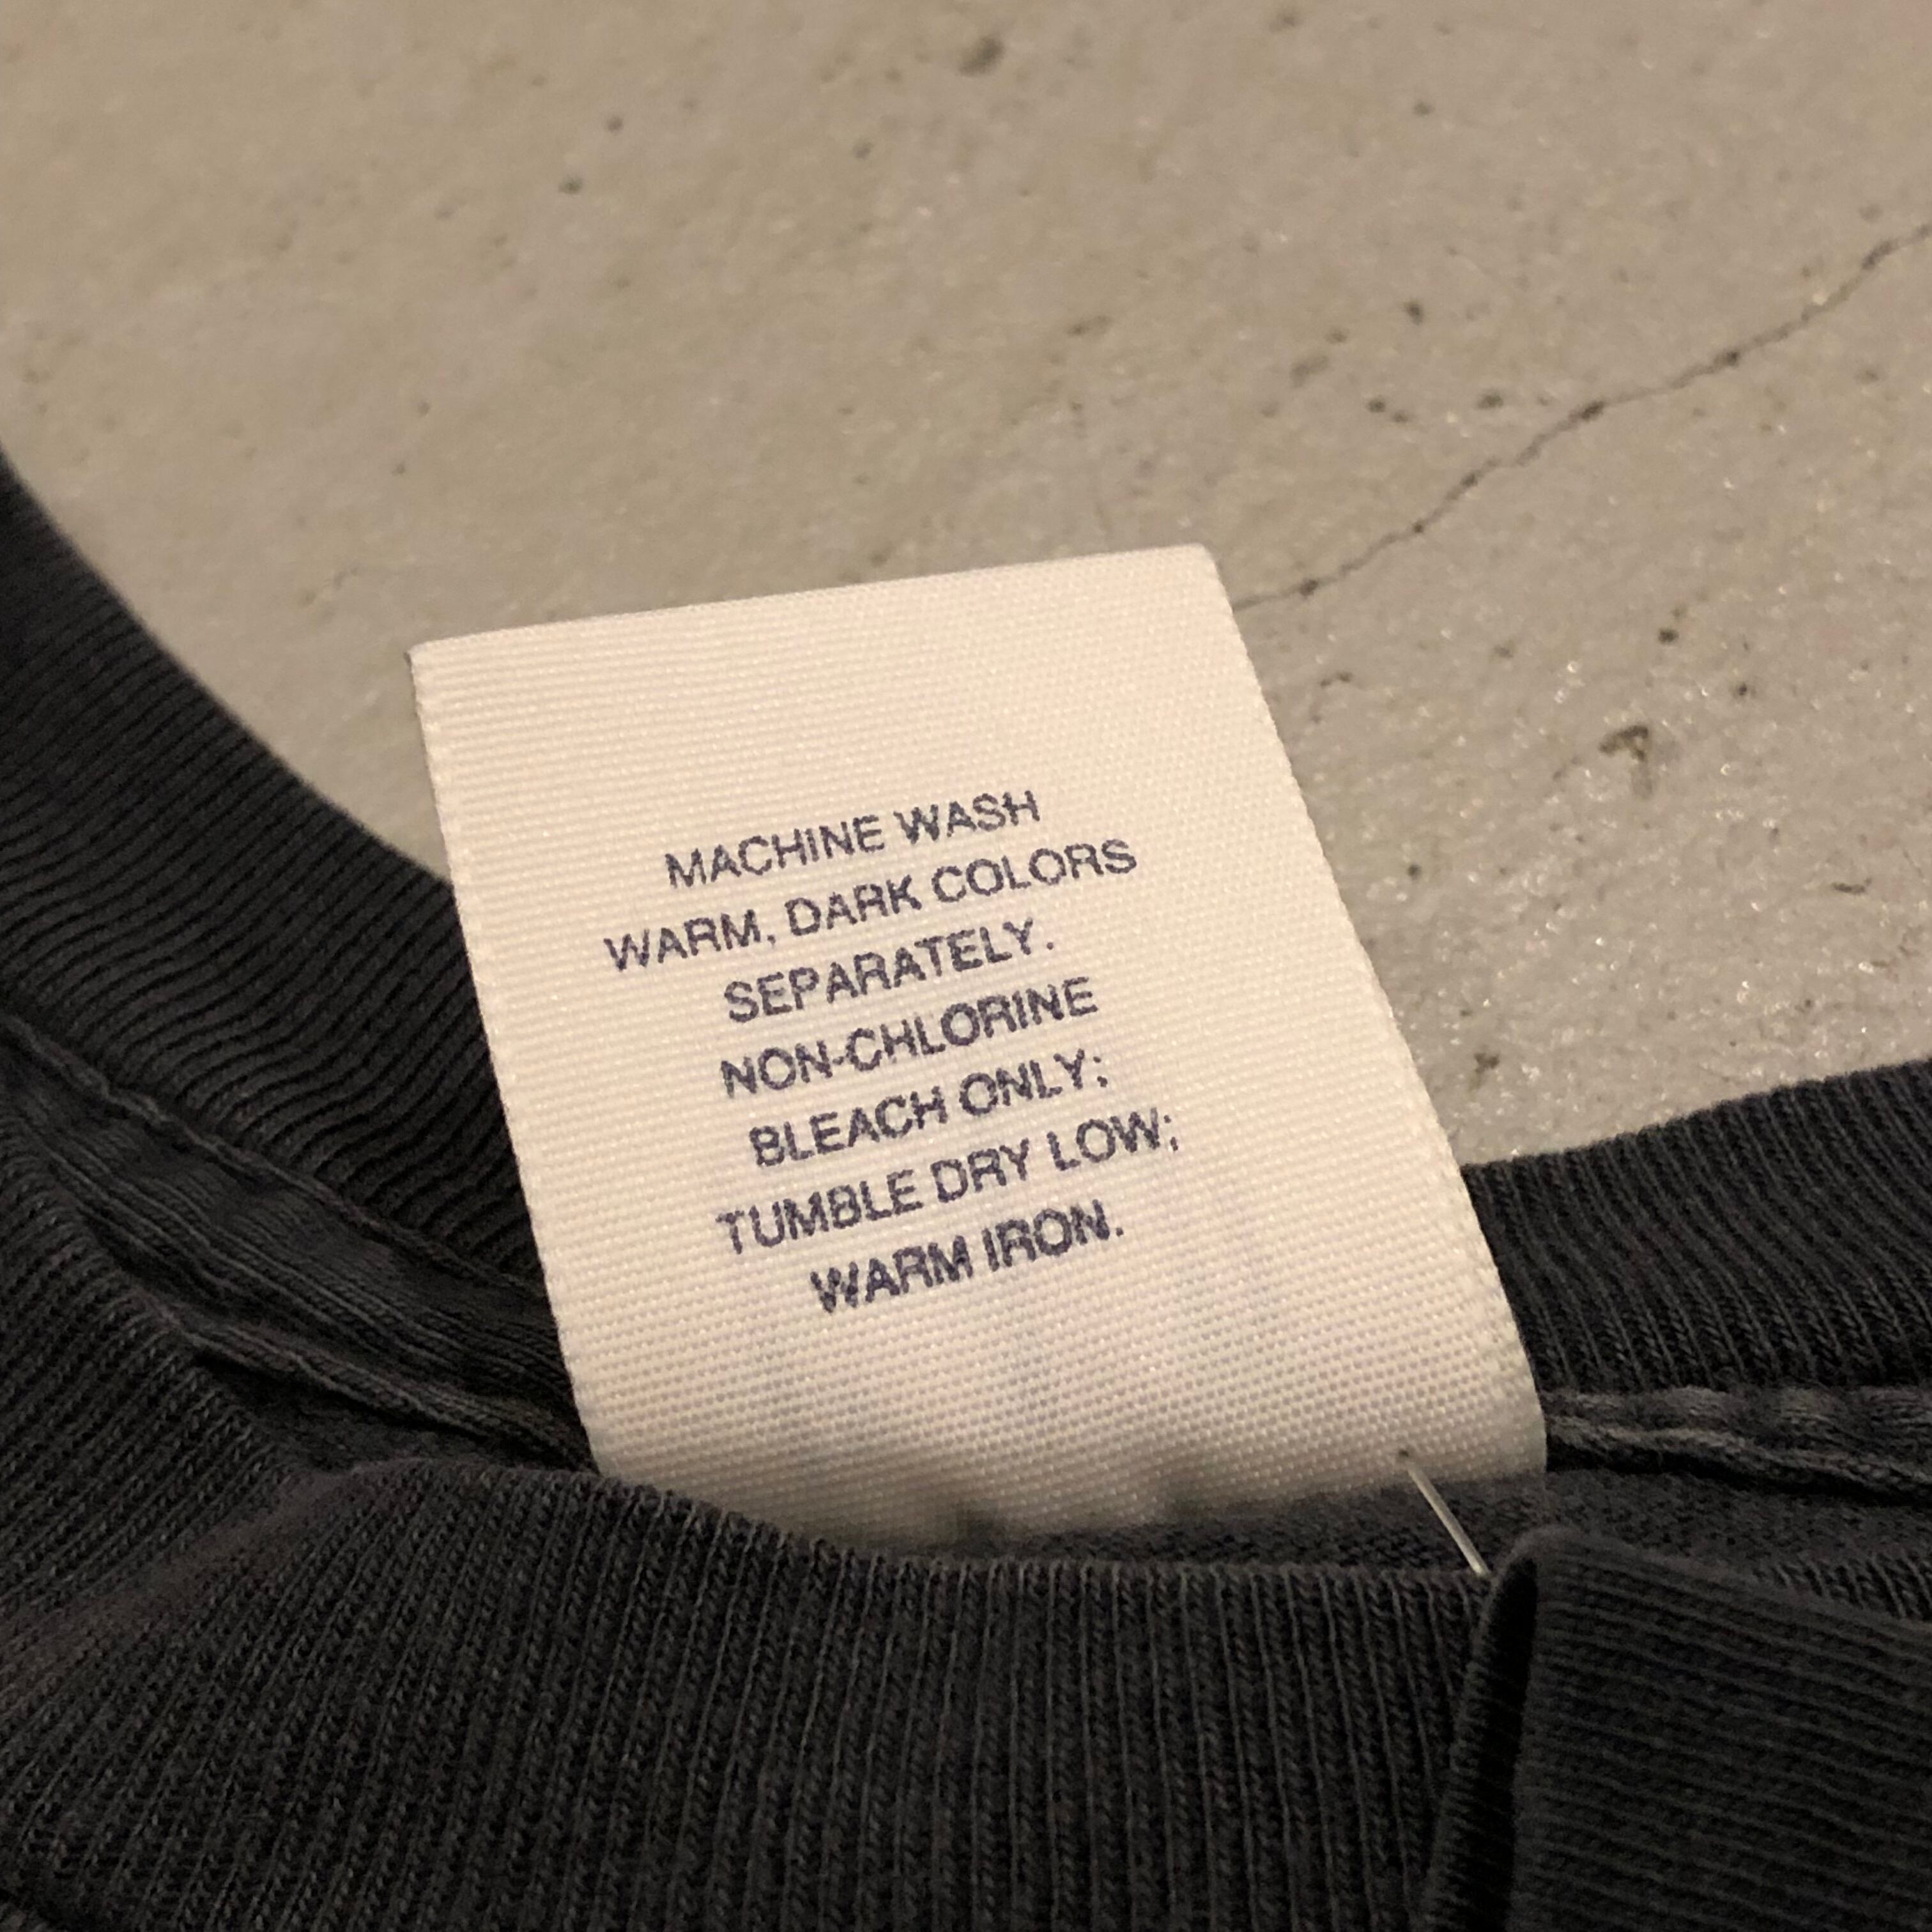 MACHINE WASH
WARM, DARK COLORS
SEPARATELY.
NON-CHLORINE
BLEACH ONLY;
TUMBLE DRY LOW;
WARM IRON.